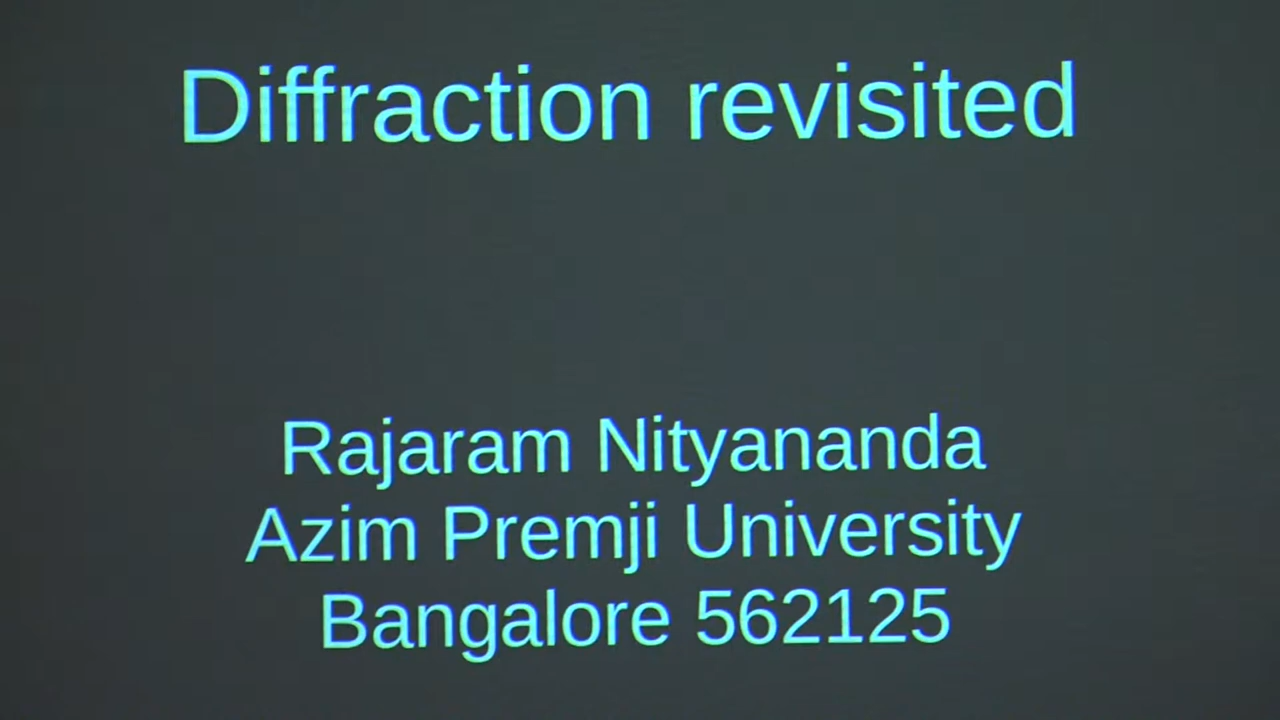 Diffraction revisited
Rajaram Nityananda
Azim Premji University
Bangalore 562125